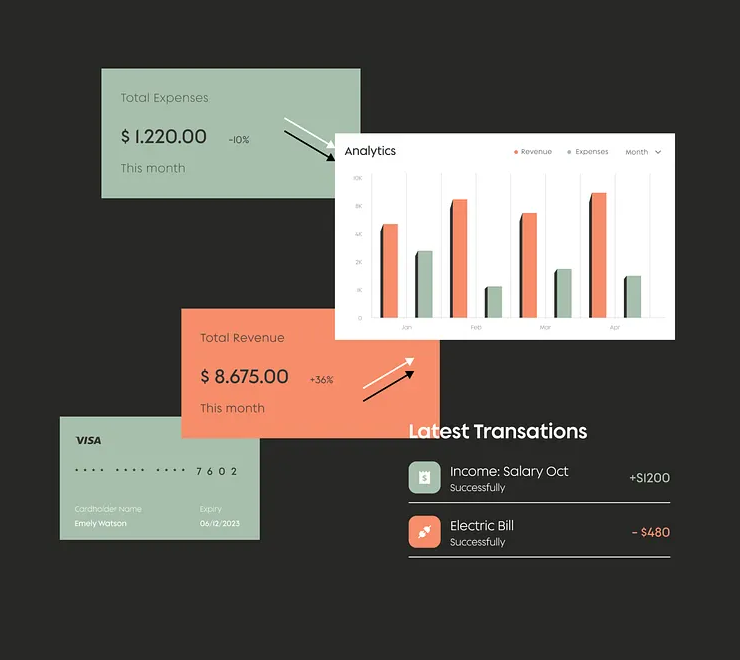 Total Expenses
$ 1.220.00 -10%
This month
Analytics
Revenue Expenses Month
10K
8K
4K
2K
1K
0
Jan Feb Mar Apr
Total Revenue
$ 8.675.00 +36%
This month
VISA
•••• •••• •••• 7602
Cardholder Name Expiry
Emely Watson 06/12/2023
Latest Transations
Income: Salary Oct +S1200
Successfully
Electric Bill - $480
Successfully